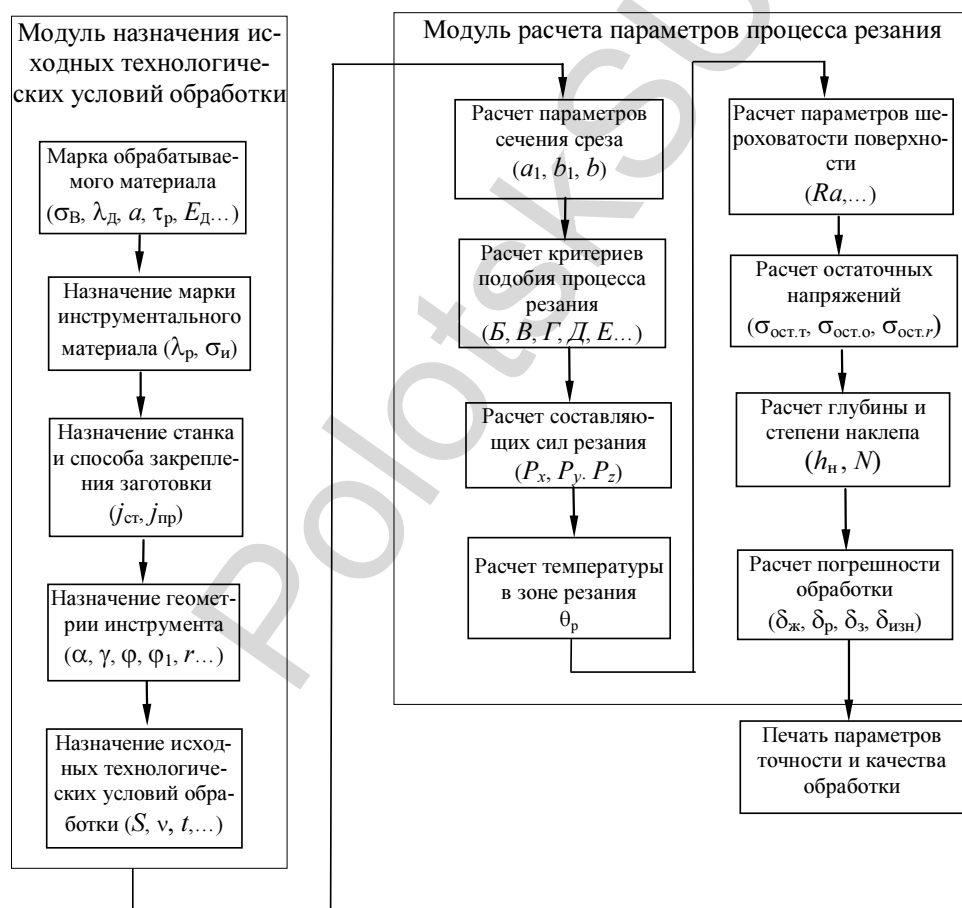 Модуль назначения ис-
ходных технологиче-
ских условий обработки
Марка обрабатывае-
мого материала
(σВ, λд, a, τр, EД…)
Назначение марки
инструментального
материала (λр, σи)
Назначение станка
и способа закрепле-
ния заготовки
(jст, jпр)
Назначение геомет-
рии инструмента
(α, γ, φ, φ1, r…)
Назначение исход-
ных технологиче-
ских условий обра-
ботки (S, ν, t,…)
Модуль расчета параметров процесса резания
Расчет параметров
сечения среза
(a1, b1, b)
Расчет критериев
подобия процесса
резания
(Б, В, Г, Д, Е…)
Расчет составляю-
щих сил резания
(Px, Py. Pz)
Расчет температуры
в зоне резания
θр
Расчет параметров ше-
роховатости поверхно-
сти
(Ra,…)
Расчет остаточных
напряжений
(σост.т, σост.о, σост.r)
Расчет глубины и
степени наклепа
(hн, N)
Расчет погрешности
обработки
(δж, δр, δз, δизн)
Печать параметров
точности и качества
обработки
PolotskSU